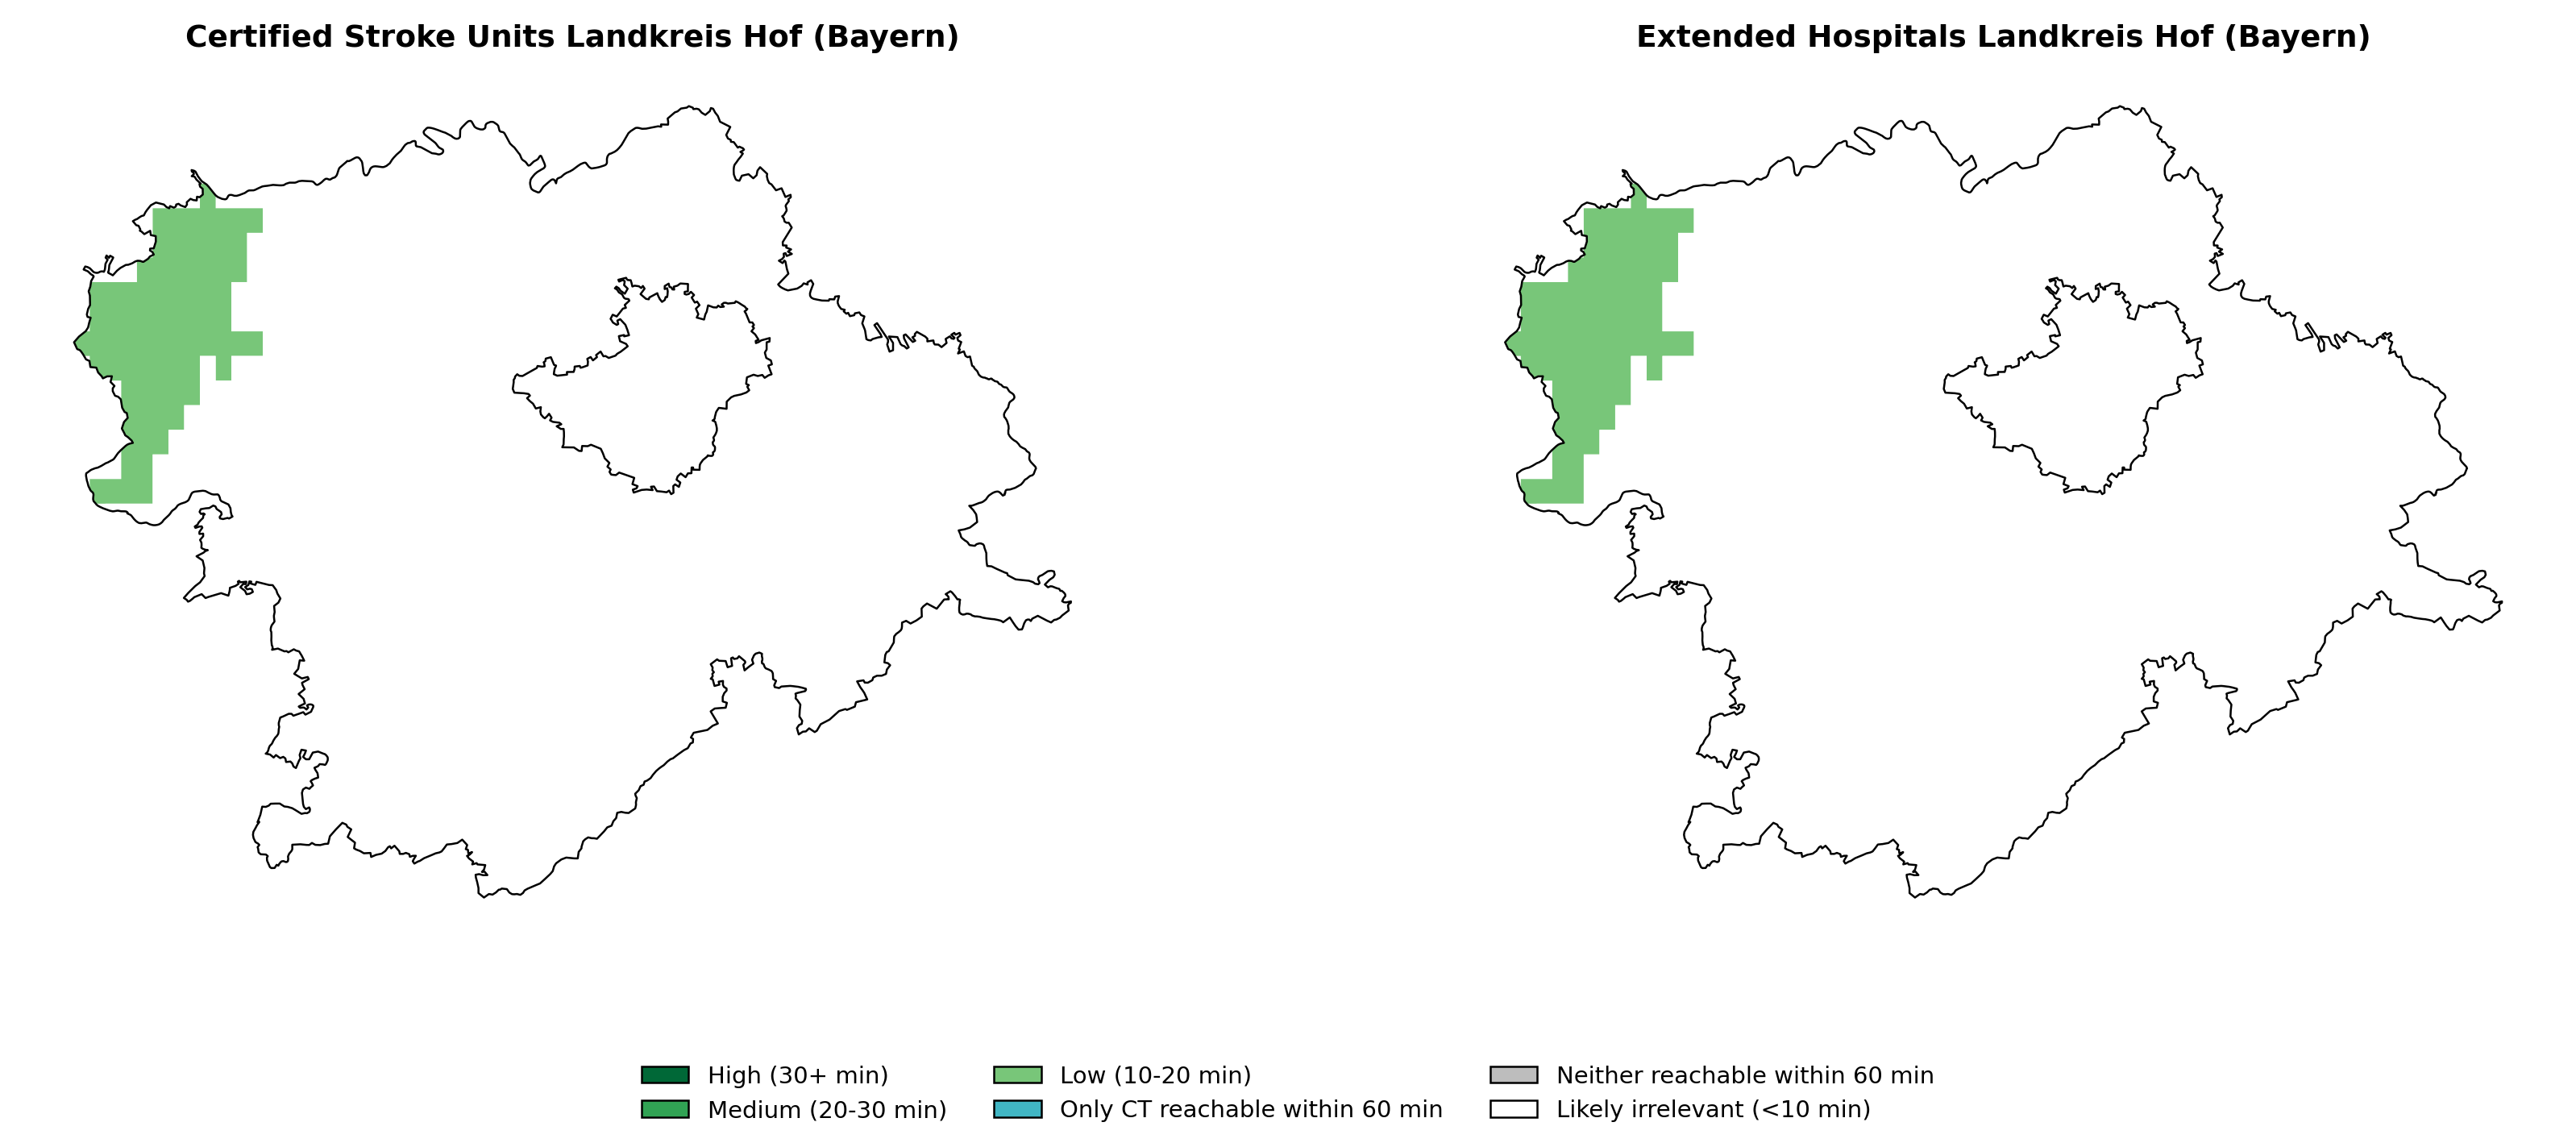 Certified Stroke Units Landkreis Hof (Bayern)
Extended Hospitals Landkreis Hof (Bayern)
High (30+ min)
Medium (20-30 min)
Low (10-20 min)
Only CT reachable within 60 min
Neither reachable within 60 min
Likely irrelevant (<10 min)